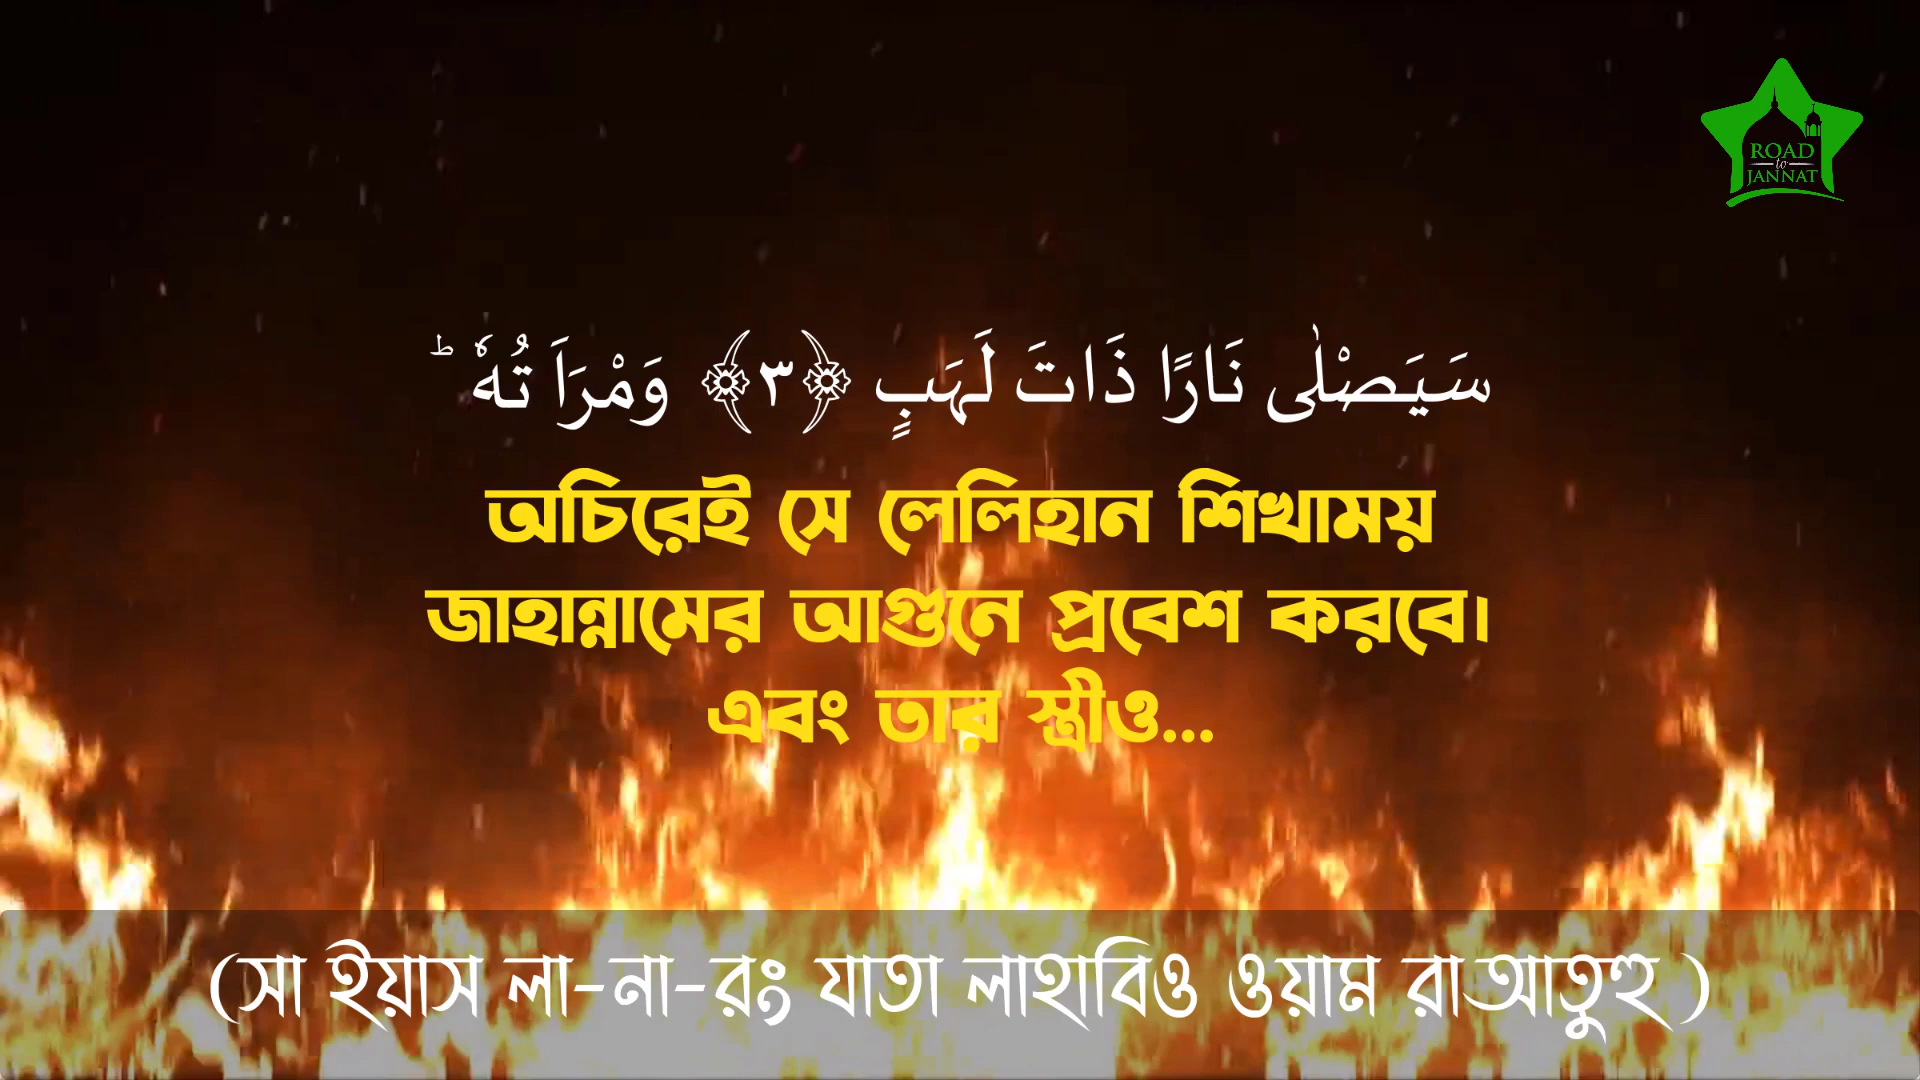 ROAD
to
JANNAT
سَيَصْلٰى نَارًا ذَاتَ لَهَبٍ ﴿٣﴾ وَمْرَاَ تُهٗ ؕ
অচিরেই সে লেলিহান শিখাময়
জাহান্নামের আগুনে প্রবেশ করবে।
এবং তার স্ত্রীও...
(সা ইয়াস লা-না-রং যাতা লাহাবিও ওয়াম রাআতুহু )